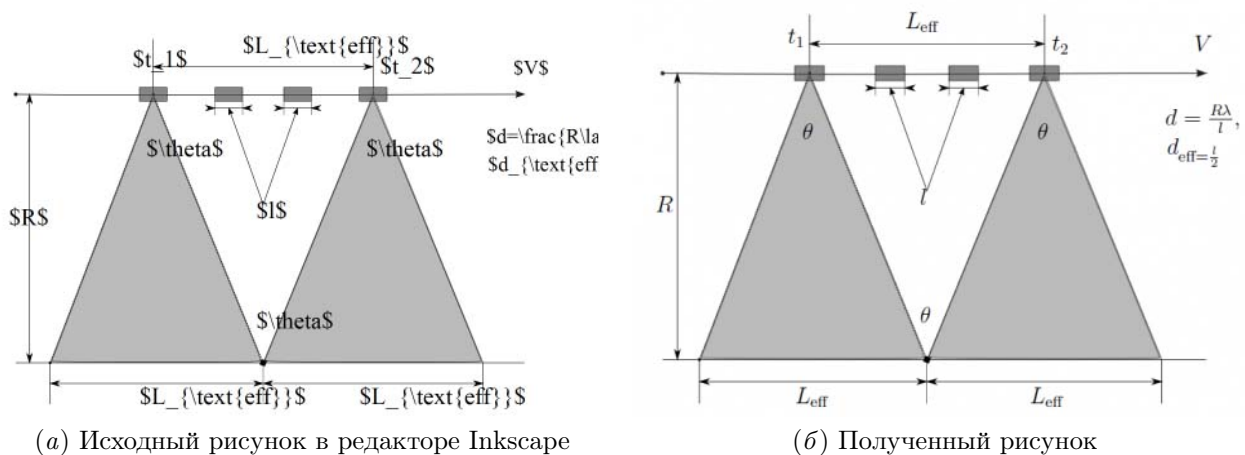 $L_{\text{eff}}$
$t_1$
$t_2$
$V$
$\theta$
$\theta$
$d=\frac{R\la
$d_{\text{eff
$l$
$R$
$\theta$
$L_{\text{eff}}$
$L_{\text{eff}}$
(а) Исходный рисунок в редакторе Inkscape
L_eff
t_1
t_2
V
θ
θ
d = Rλ/l,
d_eff=l/2
R
l
θ
L_eff
L_eff
(б) Полученный рисунок